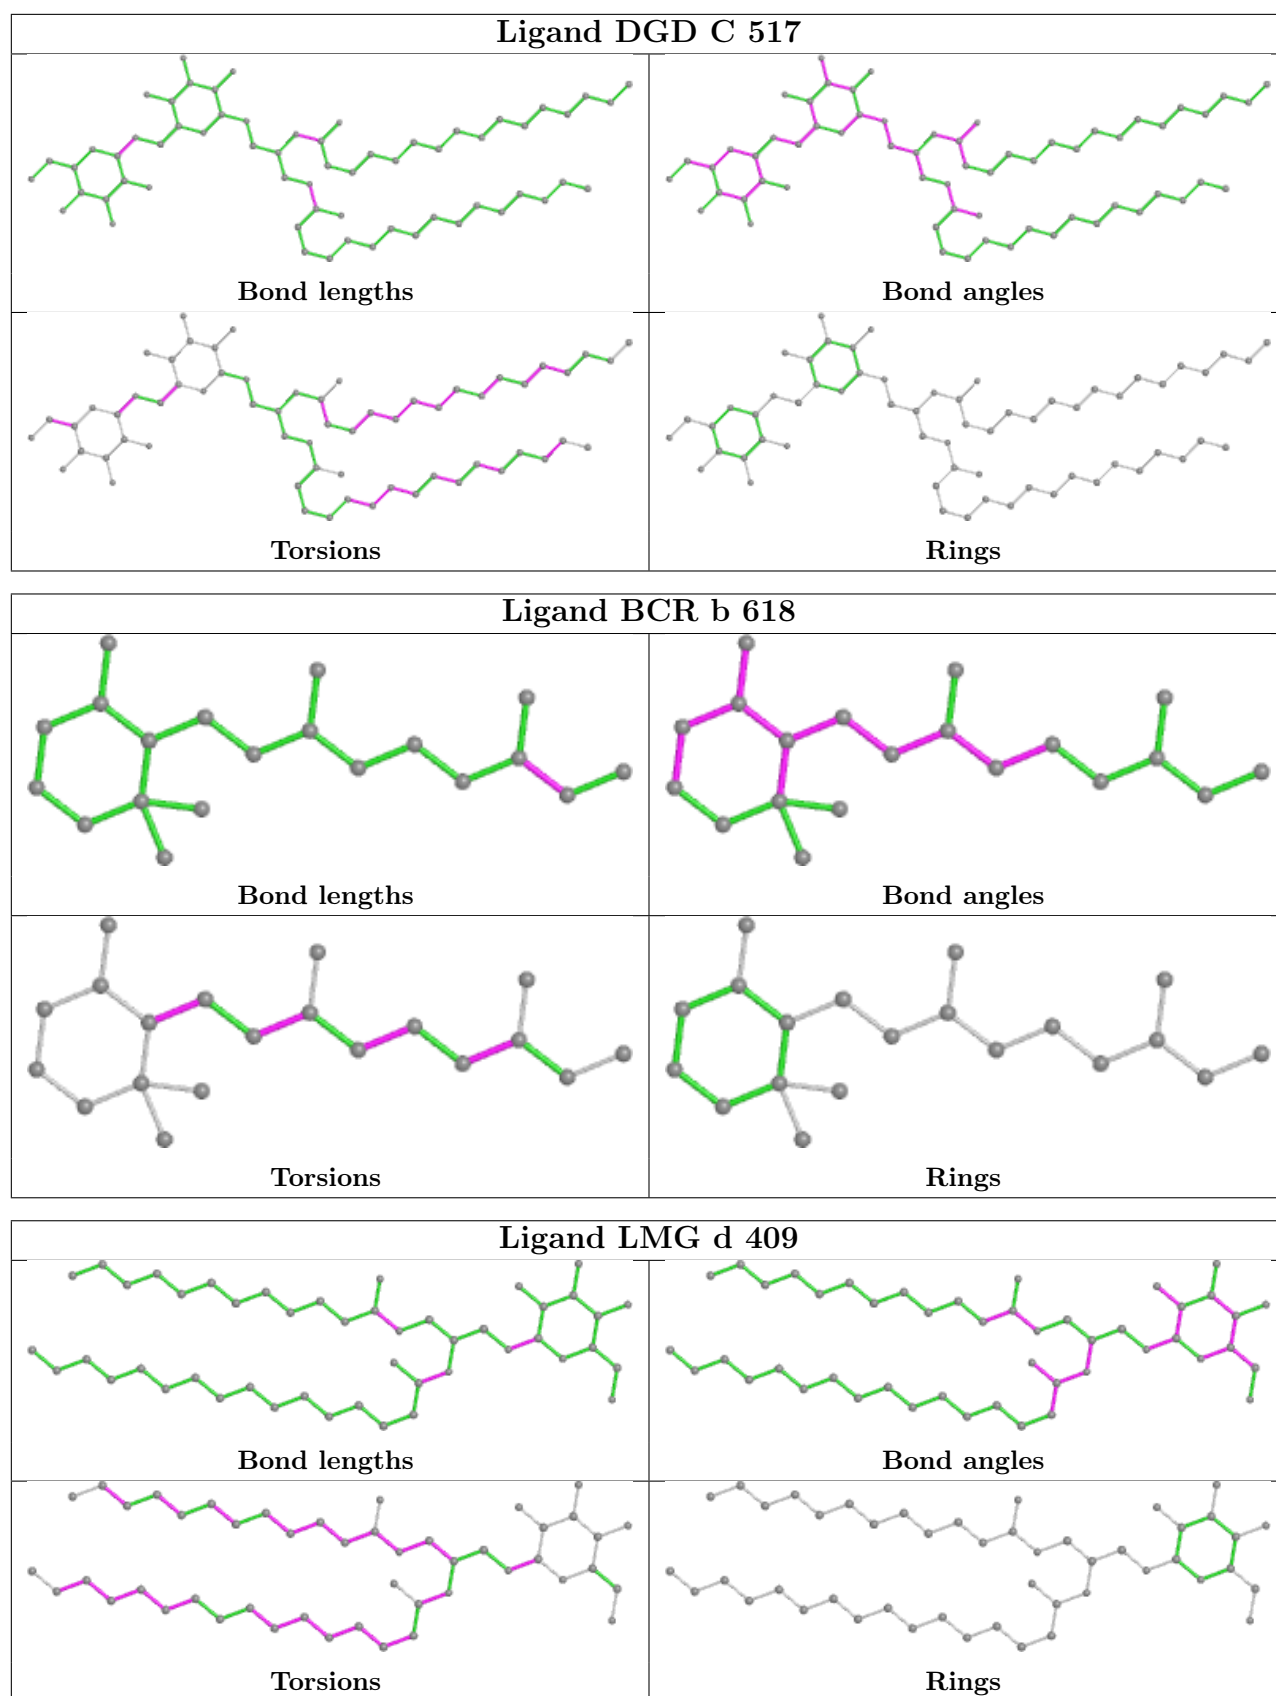 Ligand DGD C 517
Bond lengths
Bond angles
Torsions
Rings
Ligand BCR b 618
Bond lengths
Bond angles
Torsions
Rings
Ligand LMG d 409
Bond lengths
Bond angles
Torsions
Rings